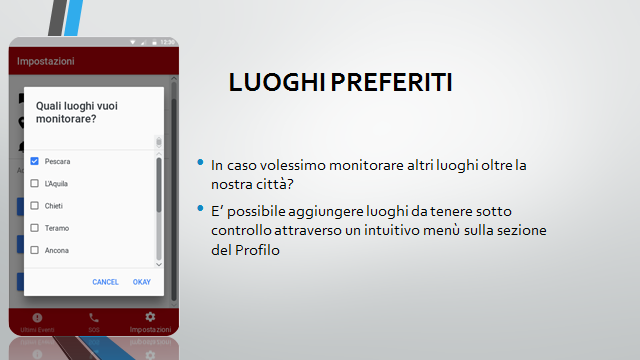 12:30
Impostazioni
Quali luoghi vuoi
monitorare?
Pescara
L'Aquila
Chieti
Teramo
Ancona
CANCEL OKAY
Ultimi Eventi SOS Impostazioni
LUOGHI PREFERITI
In caso volessimo monitorare altri luoghi oltre la
nostra città?
E’ possibile aggiungere luoghi da tenere sotto
controllo attraverso un intuitivo menù sulla sezione
del Profilo